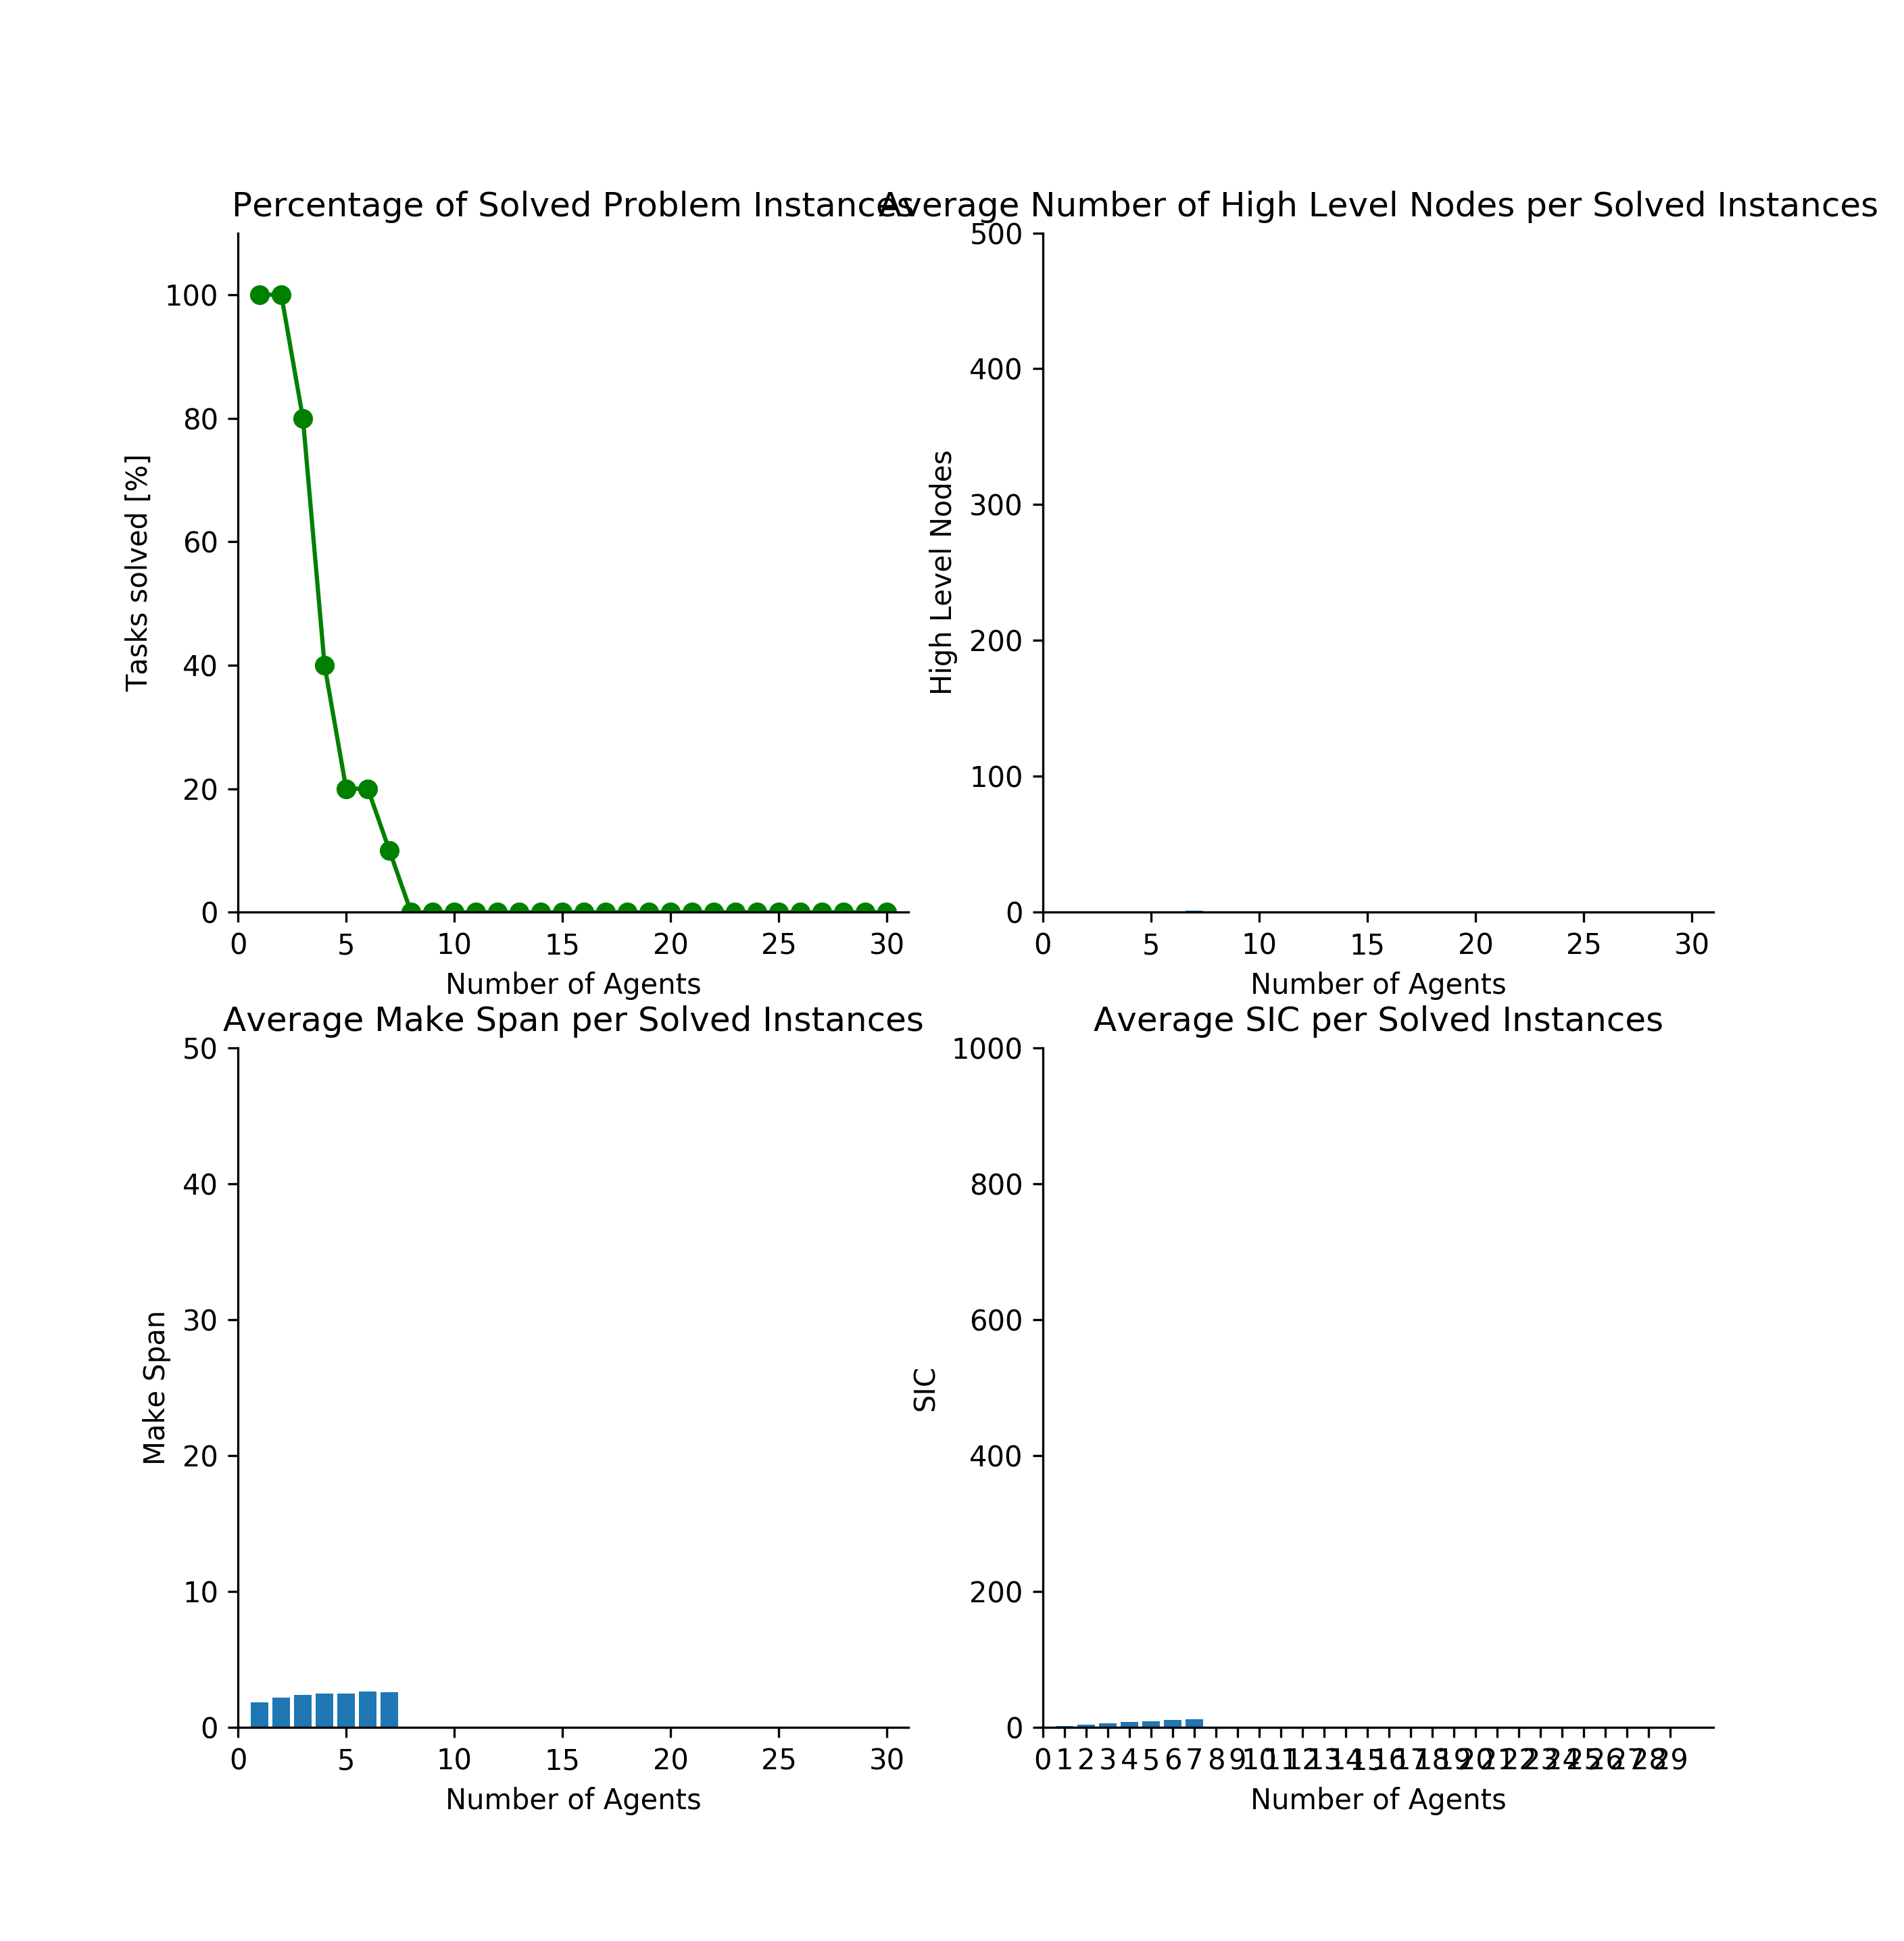 Percentage of Solved Problem Instances
Average Number of High Level Nodes per Solved Instances
Tasks solved [%]
100
80
60
40
20
0
0 5 10 15 20 25 30
Number of Agents
High Level Nodes
500
400
300
200
100
0
0 5 10 15 20 25 30
Number of Agents
Average Make Span per Solved Instances
Make Span
50
40
30
20
10
0
0 5 10 15 20 25 30
Number of Agents
Average SIC per Solved Instances
SIC
1000
800
600
400
200
0
0 1 2 3 4 5 6 7 8 9 10 11 12 13 14 15 16 17 18 19 20 21 22 23 24 25 26 27 28 29
Number of Agents